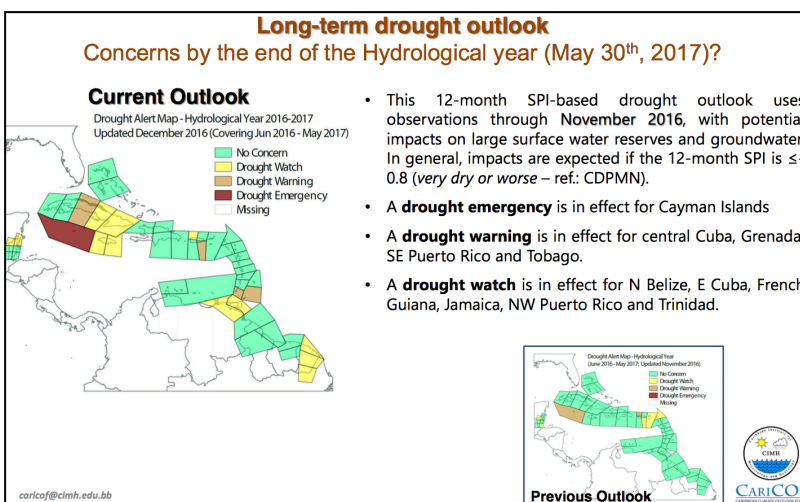 Long-term drought outlook
Concerns by the end of the Hydrological year (May 30th, 2017)?
Current Outlook
Drought Alert Map - Hydrological Year 2016-2017
Updated December 2016 (Covering Jun 2016 - May 2017)
No Concern
Drought Watch
Drought Warning
Drought Emergency
Missing
• This 12-month SPI-based drought outlook uses
observations through November 2016, with potential
impacts on large surface water reserves and groundwater.
In general, impacts are expected if the 12-month SPI is ≤-
0.8 (very dry or worse – ref.: CDPMN).
• A drought emergency is in effect for Cayman Islands
• A drought warning is in effect for central Cuba, Grenada,
SE Puerto Rico and Tobago.
• A drought watch is in effect for N Belize, E Cuba, French
Guiana, Jamaica, NW Puerto Rico and Trinidad.
Drought Alert Map - Hydrological Year
(June 2016 - May 2017; Updated November 2016)
No Concern
Drought Watch
Drought Warning
Drought Emergency
Missing
Previous Outlook
CIMH
CARICO
caricof@cimh.edu.bb